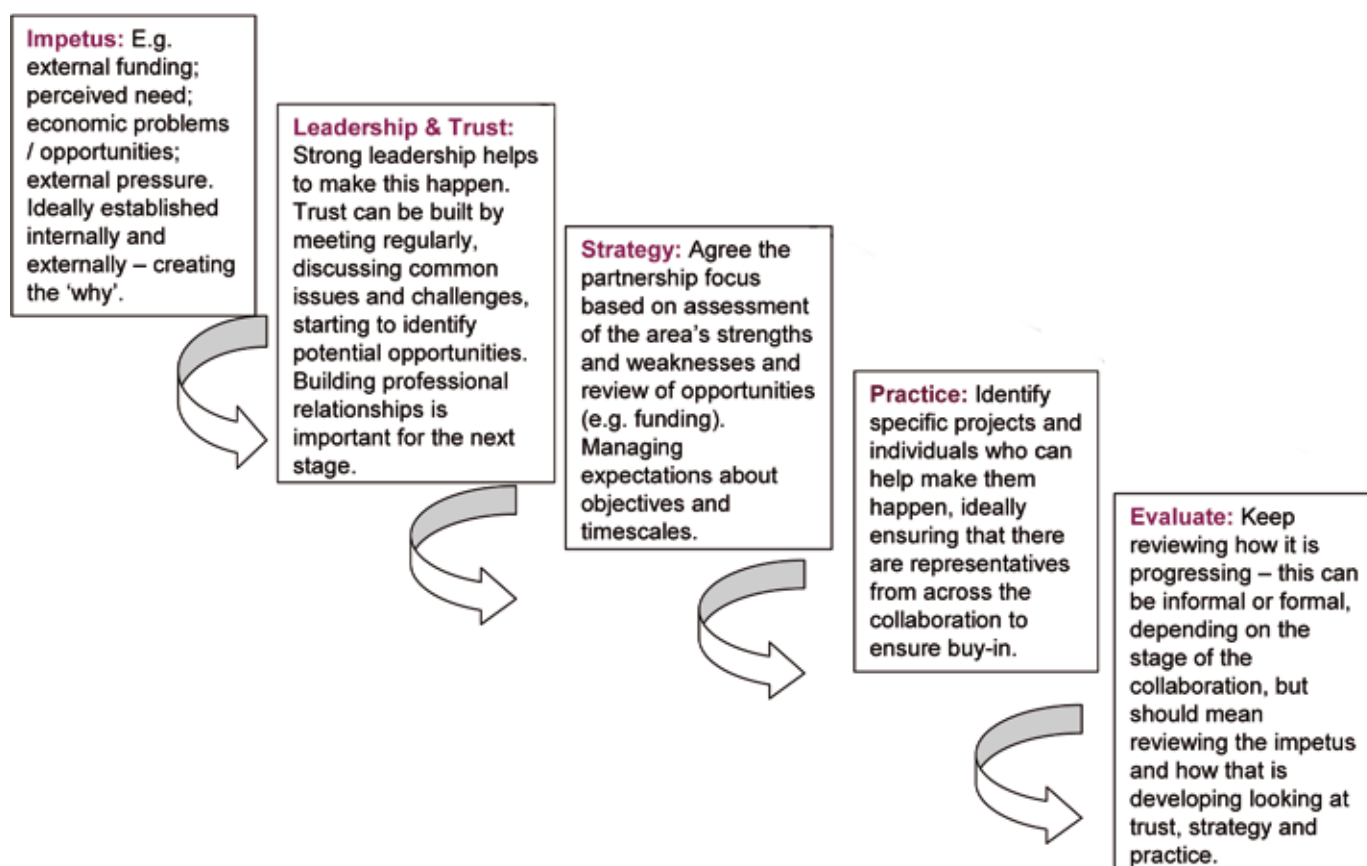 Impetus: E.g.
external funding;
perceived need;
economic problems
/ opportunities;
external pressure.
Ideally established
internally and
externally – creating
the ‘why’.
Leadership & Trust:
Strong leadership helps
to make this happen.
Trust can be built by
meeting regularly,
discussing common
issues and challenges,
starting to identify
potential opportunities.
Building professional
relationships is
important for the next
stage.
Strategy: Agree the
partnership focus
based on assessment
of the area’s strengths
and weaknesses and
review of opportunities
(e.g. funding).
Managing
expectations about
objectives and
timescales.
Practice: Identify
specific projects and
individuals who can
help make them
happen, ideally
ensuring that there
are representatives
from across the
collaboration to
ensure buy-in.
Evaluate: Keep
reviewing how it is
progressing – this can
be informal or formal,
depending on the
stage of the
collaboration, but
should mean
reviewing the impetus
and how that is
developing looking at
trust, strategy and
practice.